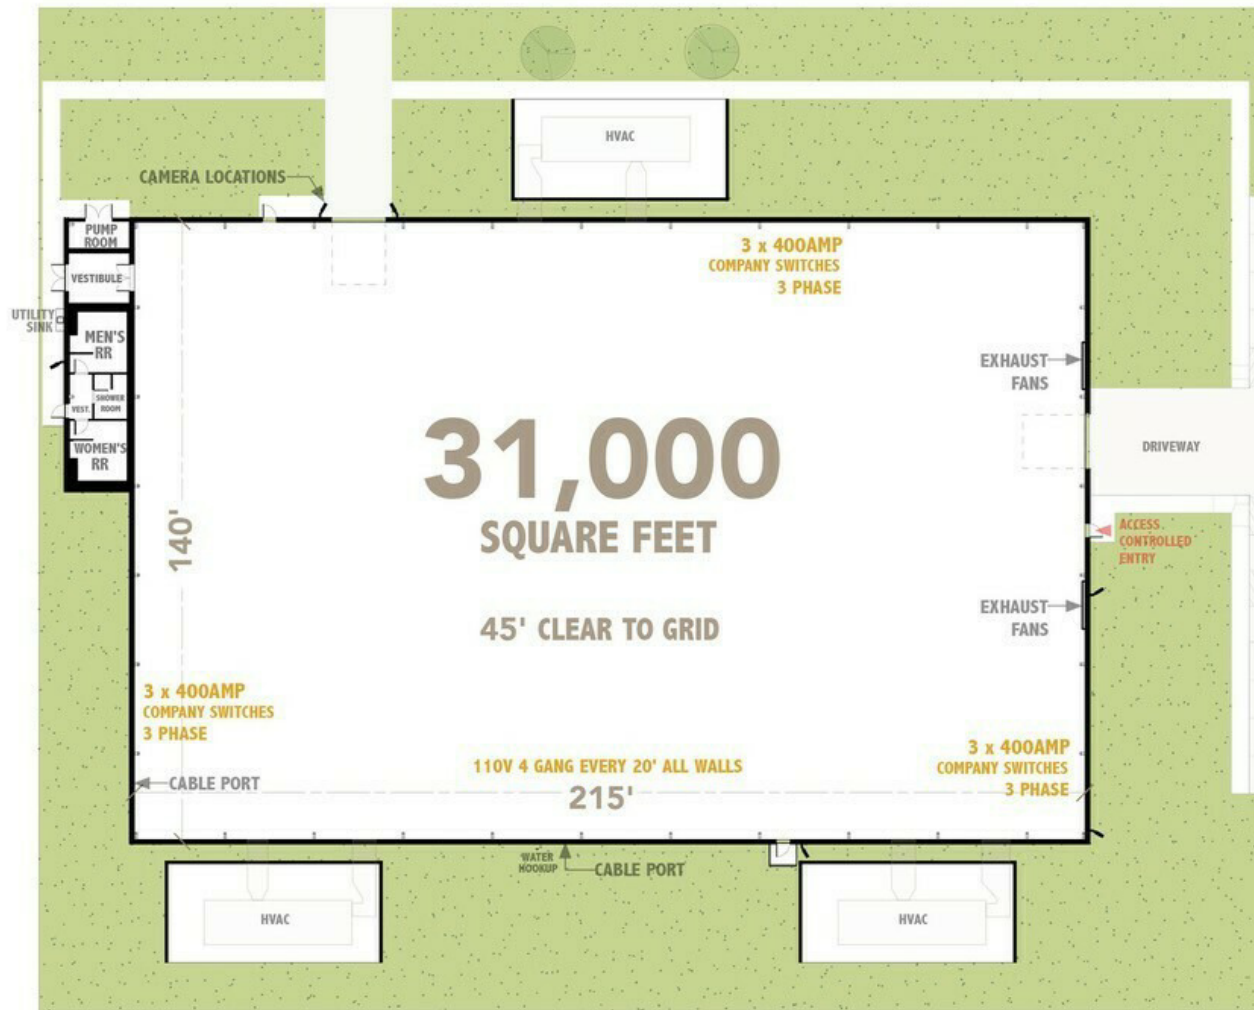 HVAC
CAMERA LOCATIONS
PUMP
ROOM
VESTIBULE
UTILITY
SINK
MEN'S
RR
SHOWER
ROOM
VEST.
WOMEN'S
RR
3 x 400AMP
COMPANY SWITCHES
3 PHASE
EXHAUST
FANS
31,000
SQUARE FEET
45' CLEAR TO GRID
140'
DRIVEWAY
ACCESS
CONTROLLED
ENTRY
EXHAUST
FANS
3 x 400AMP
COMPANY SWITCHES
3 PHASE
CABLE PORT
110V 4 GANG EVERY 20' ALL WALLS
215'
3 x 400AMP
COMPANY SWITCHES
3 PHASE
WATER
HOOKUP
CABLE PORT
HVAC
HVAC